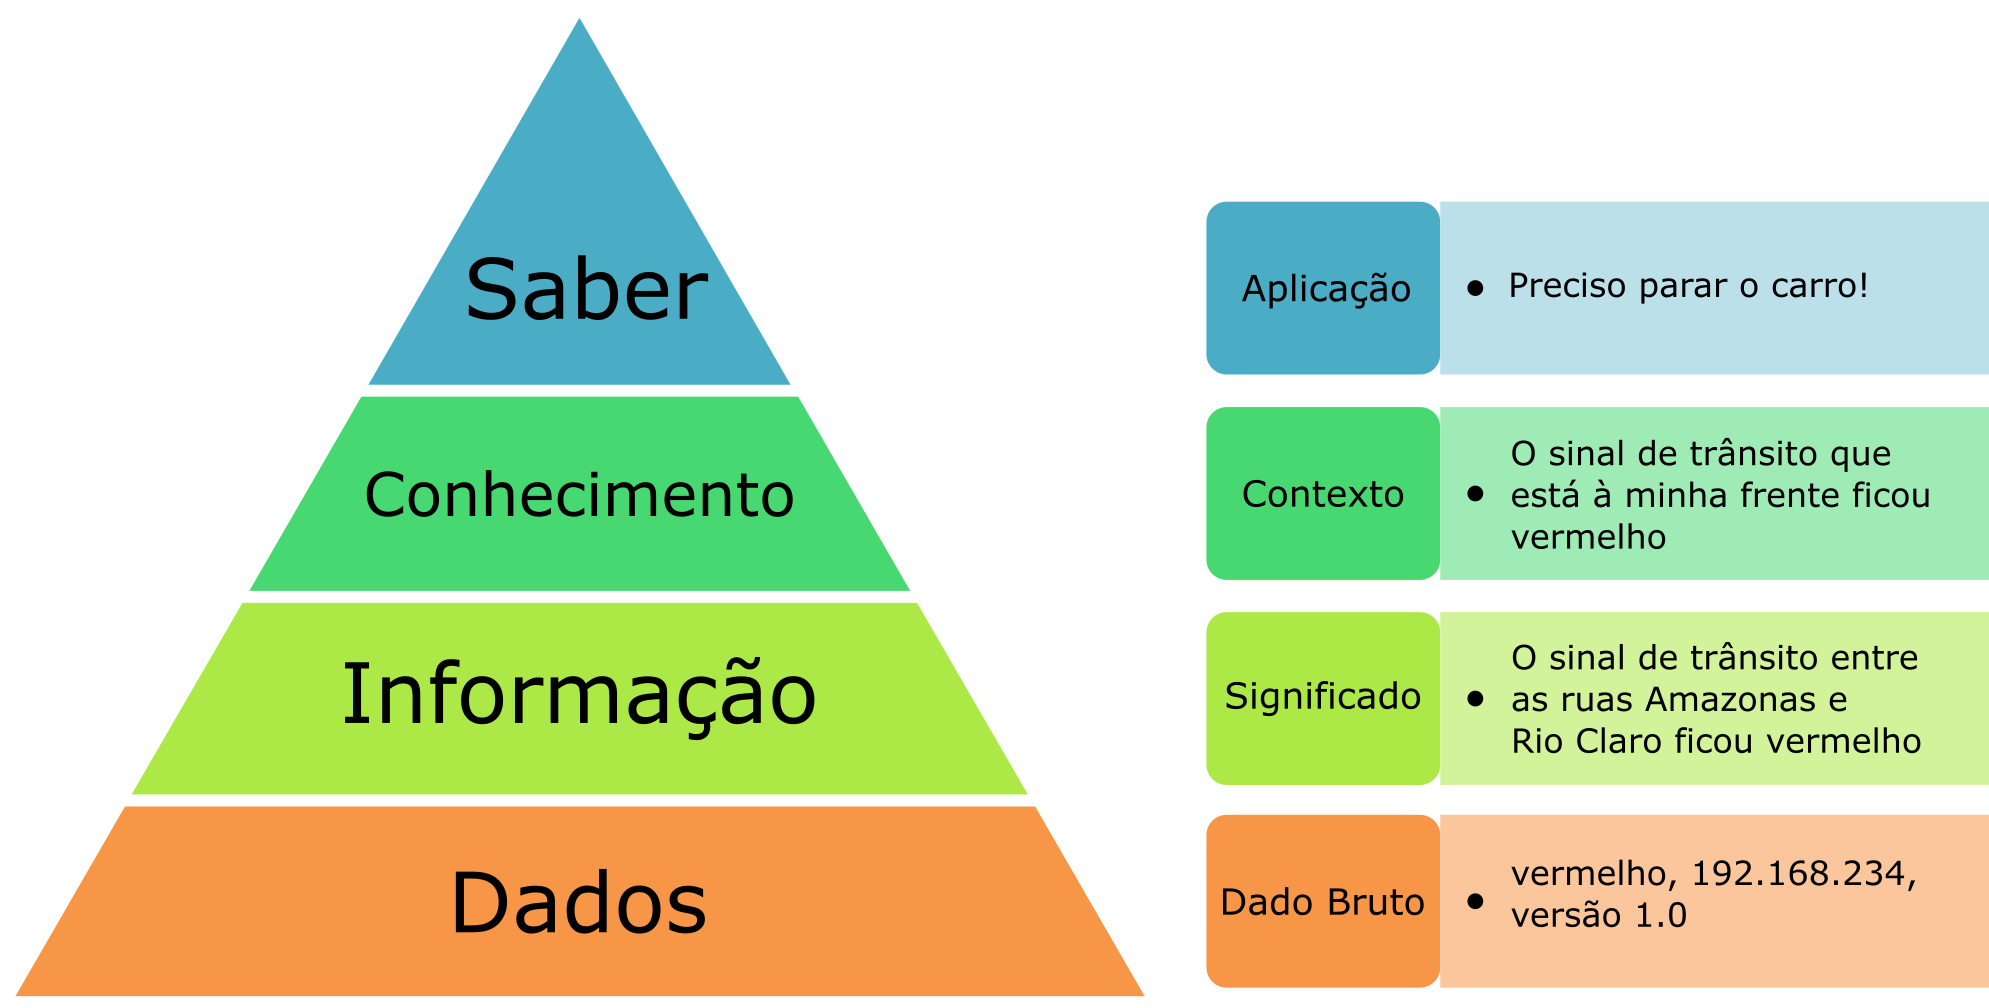 Saber
Conhecimento
Informação
Dados
Aplicação
Preciso parar o carro!
Contexto
O sinal de trânsito que
está à minha frente ficou
vermelho
Significado
O sinal de trânsito entre
as ruas Amazonas e
Rio Claro ficou vermelho
Dado Bruto
vermelho, 192.168.234,
versão 1.0